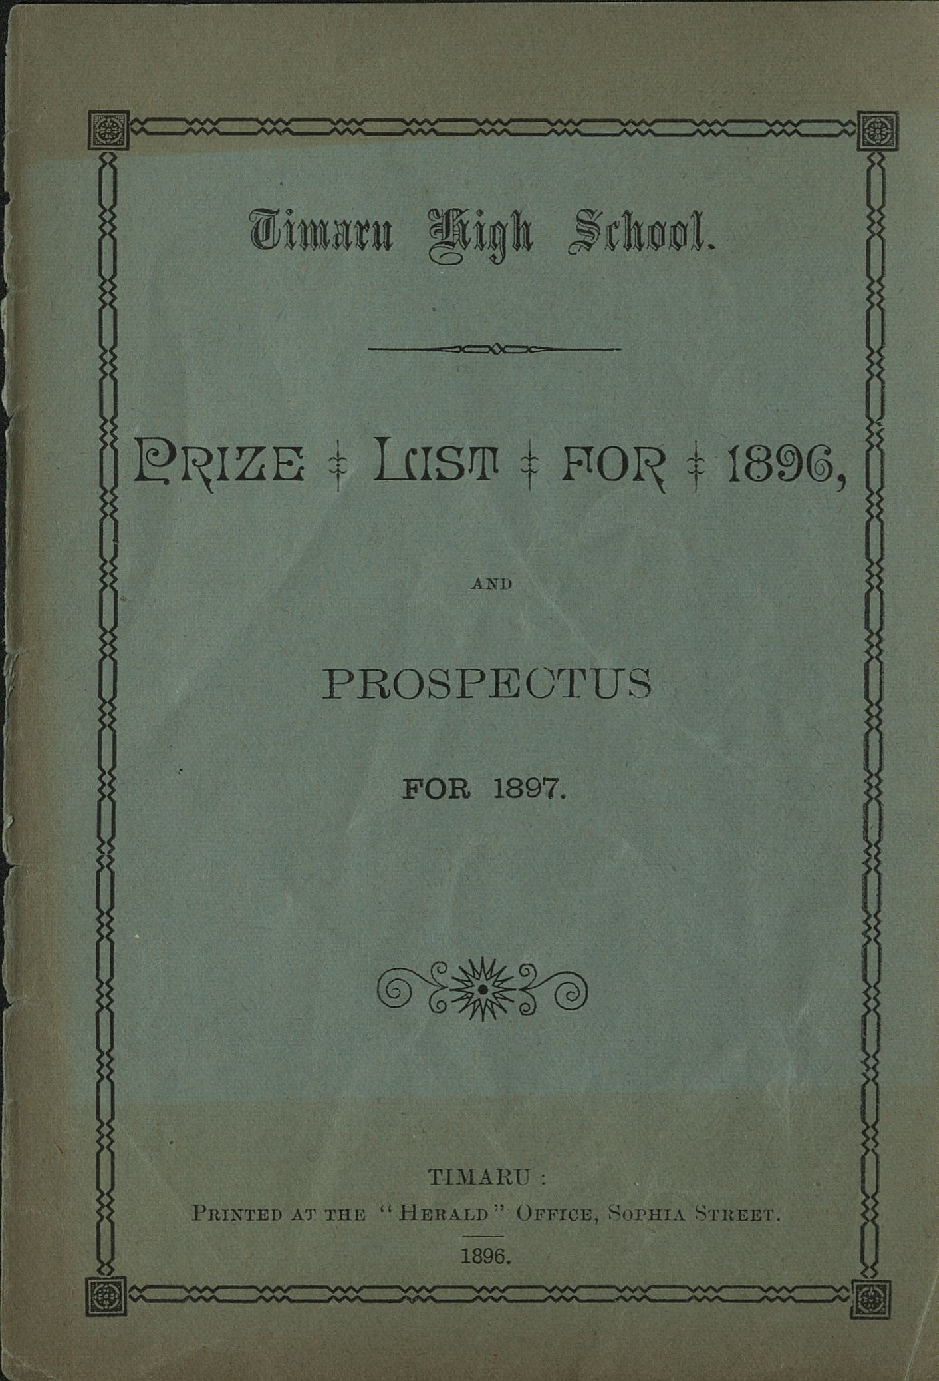 Timaru High School.
PRIZE ‡ LIST ‡ FOR ‡ 1896,
AND
PROSPECTUS
FOR 1897.
TIMARU :
PRINTED AT THE “HERALD” OFFICE, SOPHIA STREET.
1896.